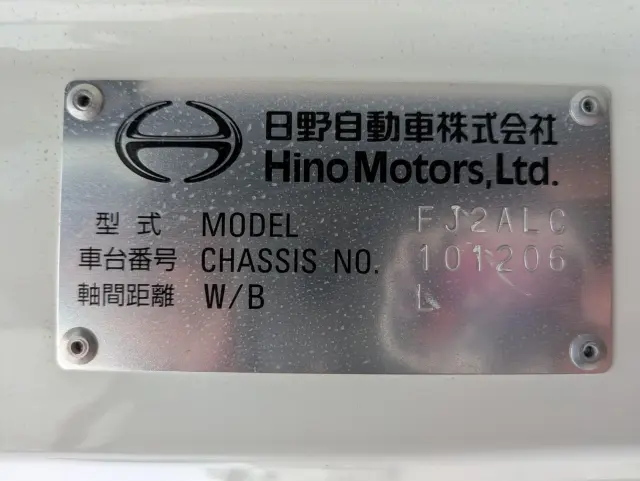 日野自動車株式会社
Hino Motors, Ltd.
型式 MODEL FJ2ALC
車台番号 CHASSIS NO. 101206
軸間距離 W/B L